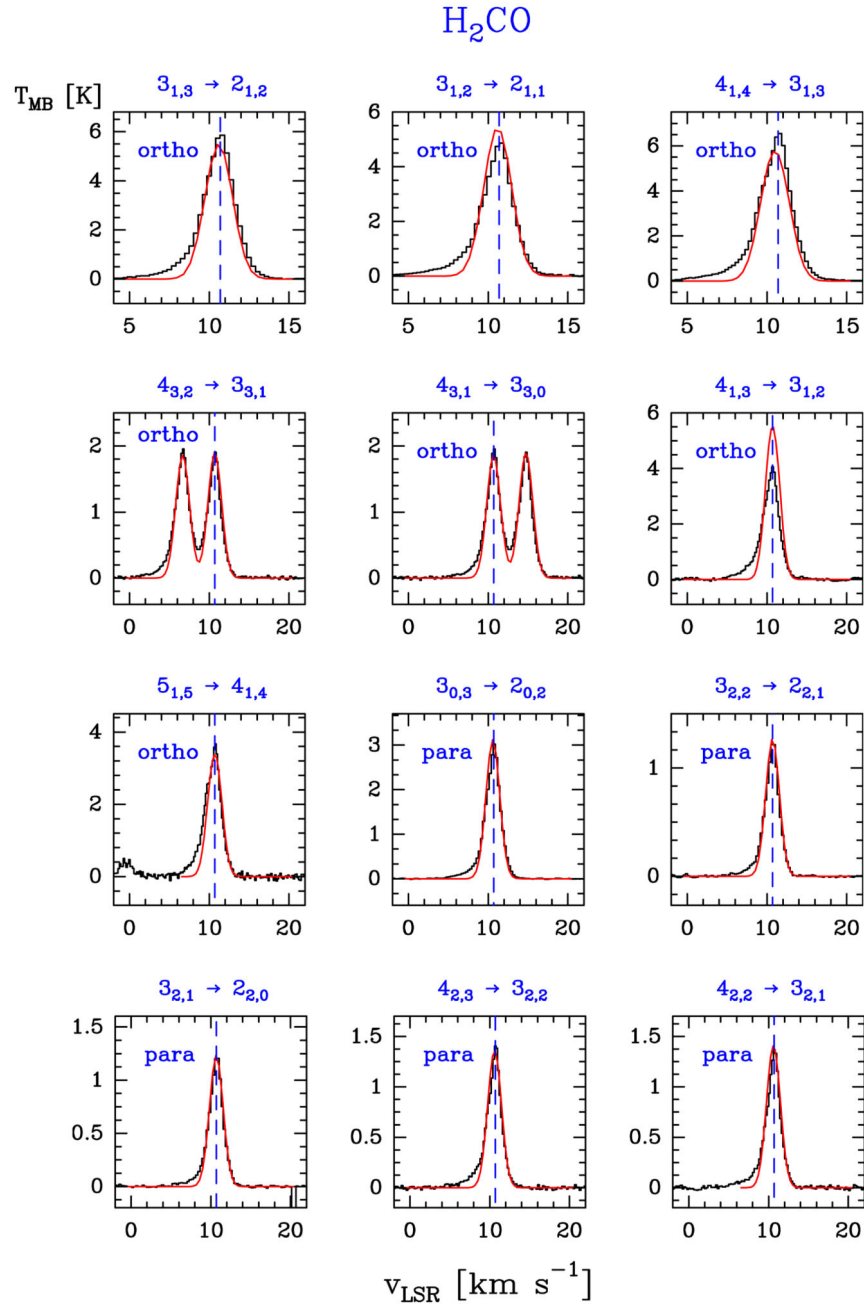 H₂CO
3₁,₃ → 2₁,₂ 3₁,₂ → 2₁,₁ 4₁,₄ → 3₁,₃
T_MB [K]
6 6 8
ortho ortho ortho
6
4 4
4
2 2
2
0 0 0
5 10 15 5 10 15 5 10 15
4₃,₂ → 3₃,₁ 4₃,₁ → 3₃,₀ 4₁,₃ → 3₁,₂
6
ortho ortho ortho
2 2
4
1 1
2
0 0 0
0 10 20 0 10 20 0 10 20
5₁,₅ → 4₁,₄ 3₀,₃ → 2₀,₂ 3₂,₂ → 2₂,₁
4
ortho para para
3
1
2
2
1
0 0 0
0 10 20 0 10 20 0 10 20
3₂,₁ → 2₂,₀ 4₂,₃ → 3₂,₂ 4₂,₂ → 3₂,₁
1.5 1.5 1.5
para para para
1 1 1
0.5 0.5 0.5
0 0 0
0 10 20 0 10 20 0 10 20
v_LSR [km s⁻¹]